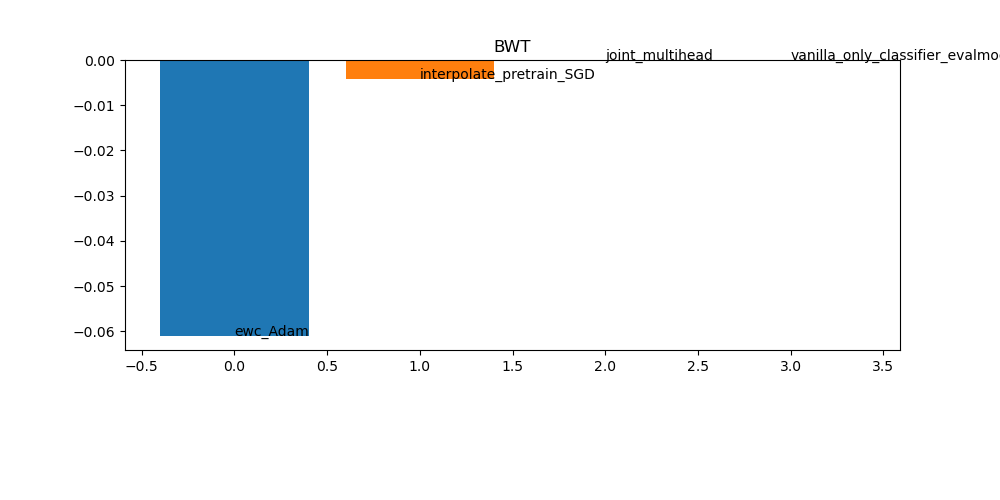 BWT
joint_multihead
vanilla_only_classifier_evalmo
0.00
interpolate_pretrain_SGD
−0.01
−0.02
−0.03
−0.04
−0.05
−0.06
ewc_Adam
−0.5 0.0 0.5 1.0 1.5 2.0 2.5 3.0 3.5